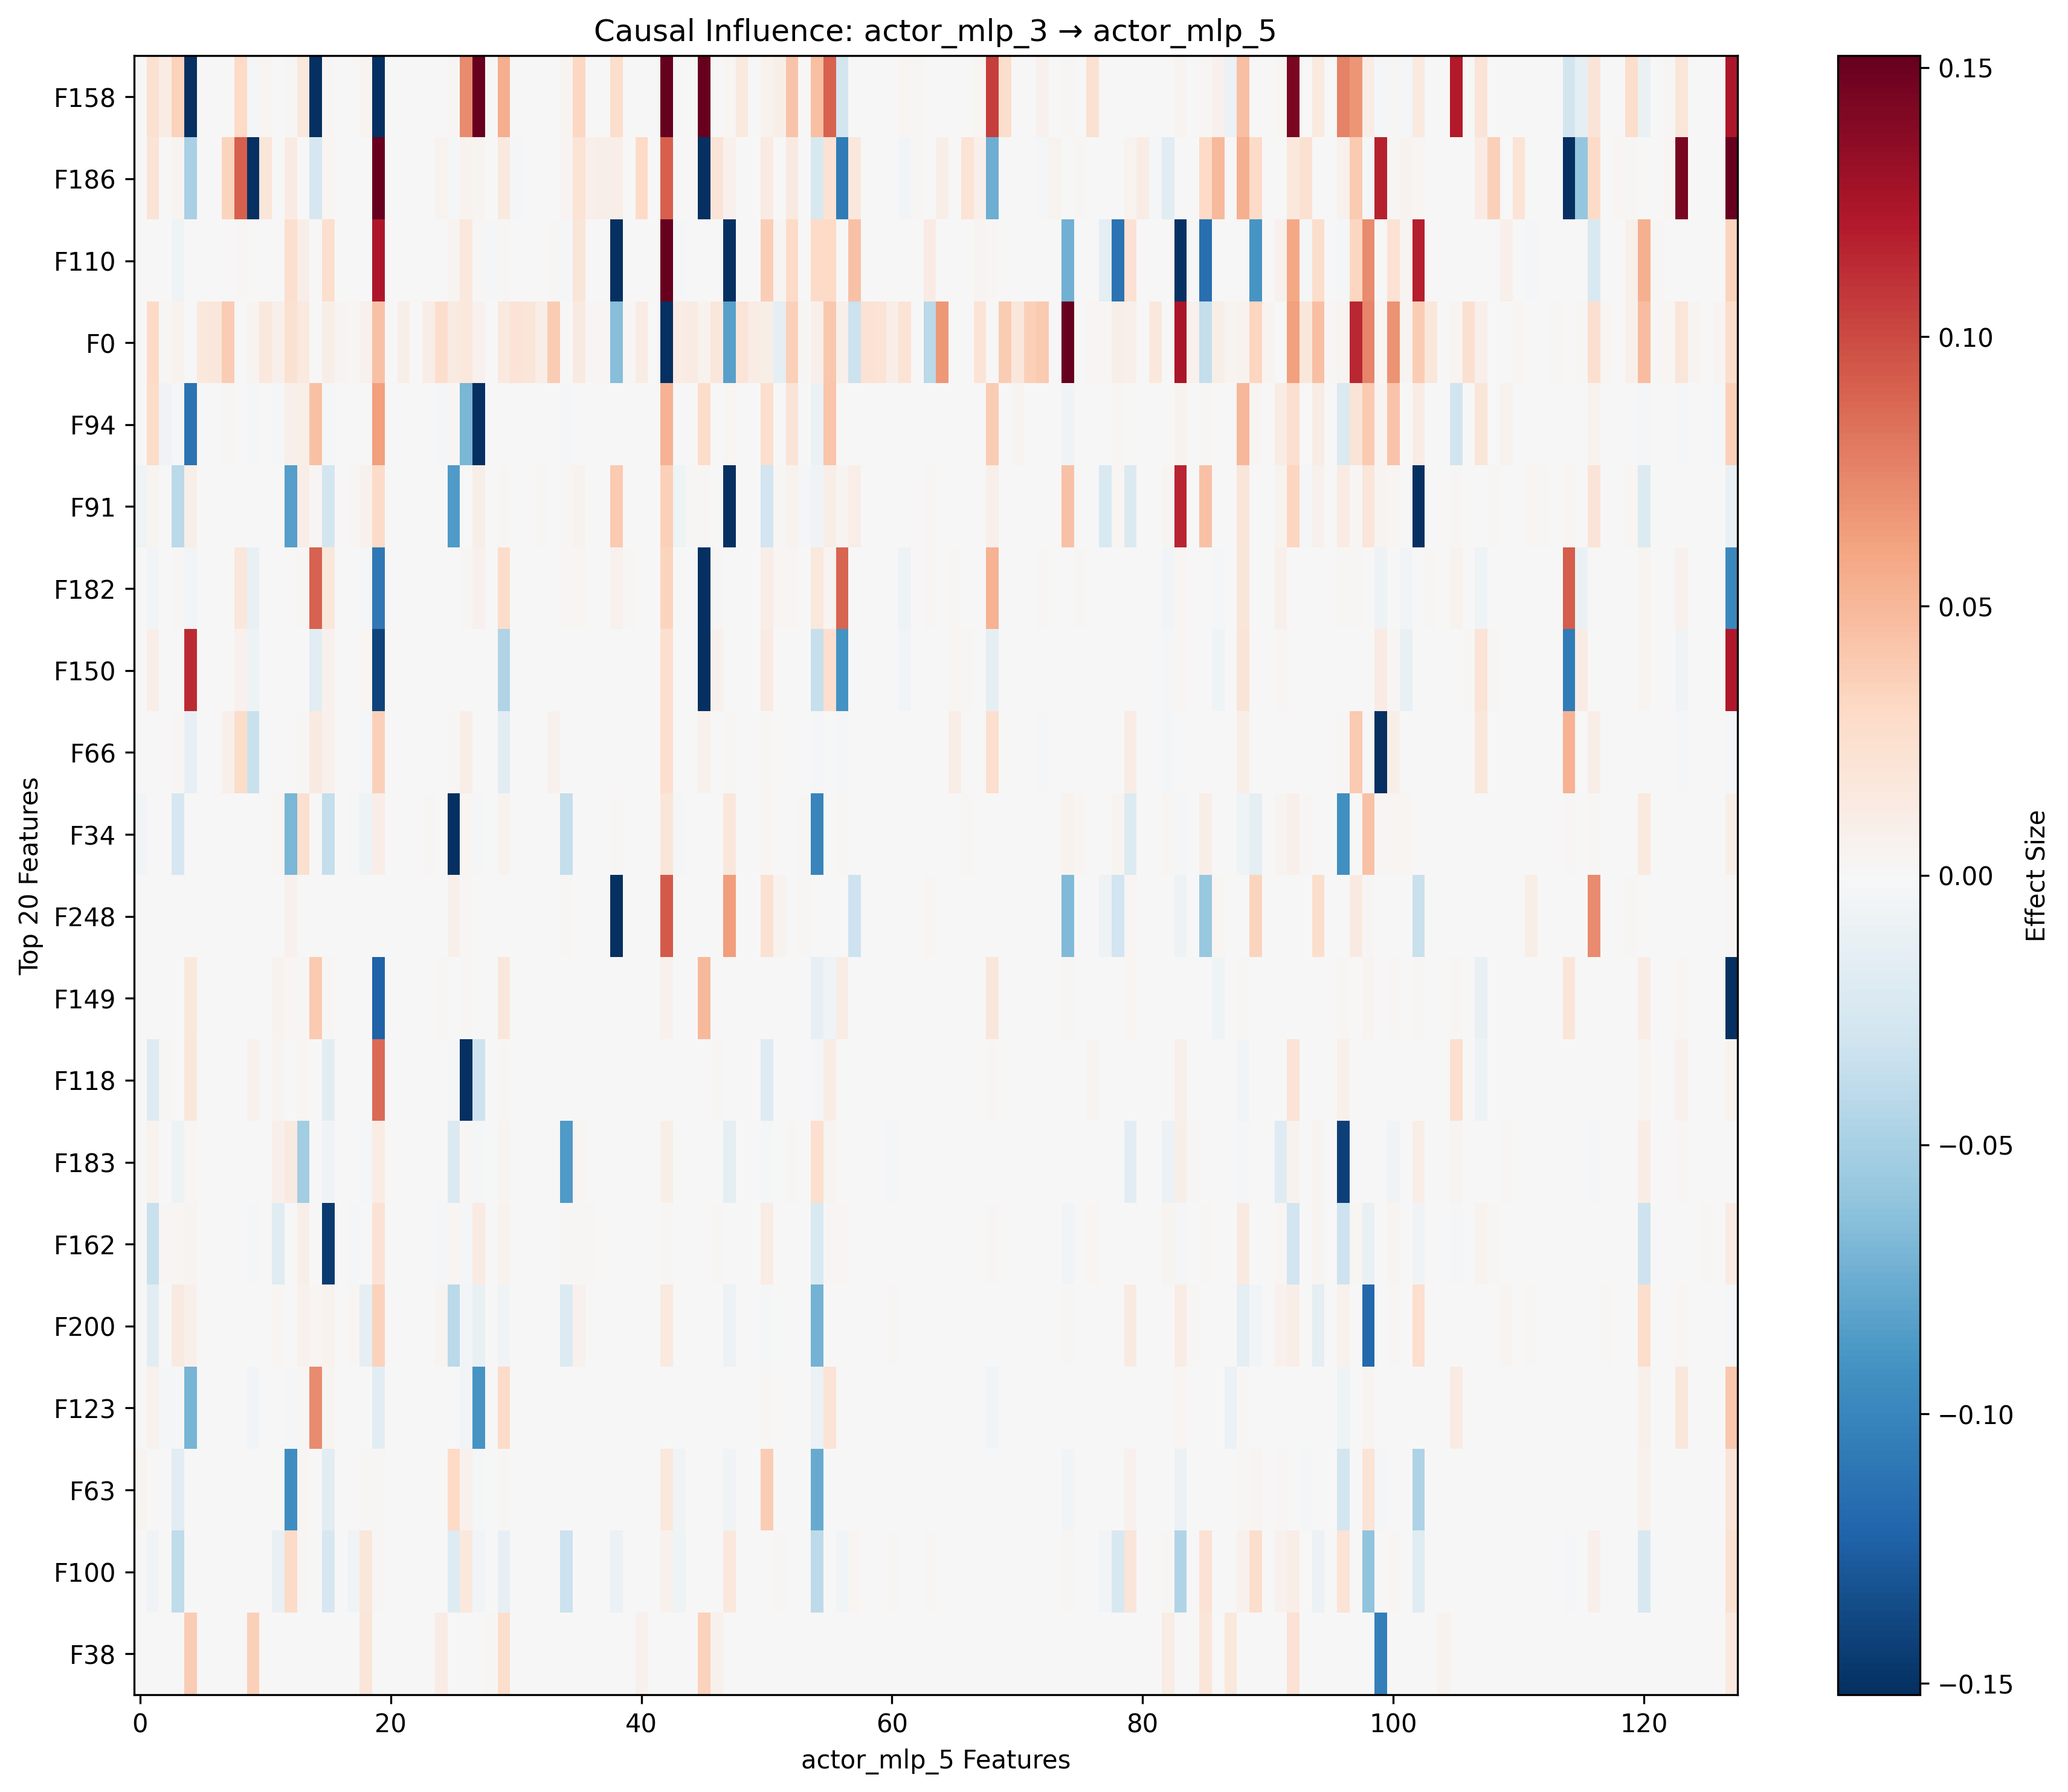 Causal Influence: actor_mlp_3 → actor_mlp_5
F158
F186
F110
F0
F94
F91
F182
F150
F66
F34
F248
F149
F118
F183
F162
F200
F123
F63
F100
F38
Top 20 Features
0 20 40 60 80 100 120
actor_mlp_5 Features
0.15
0.10
0.05
0.00
−0.05
−0.10
−0.15
Effect Size